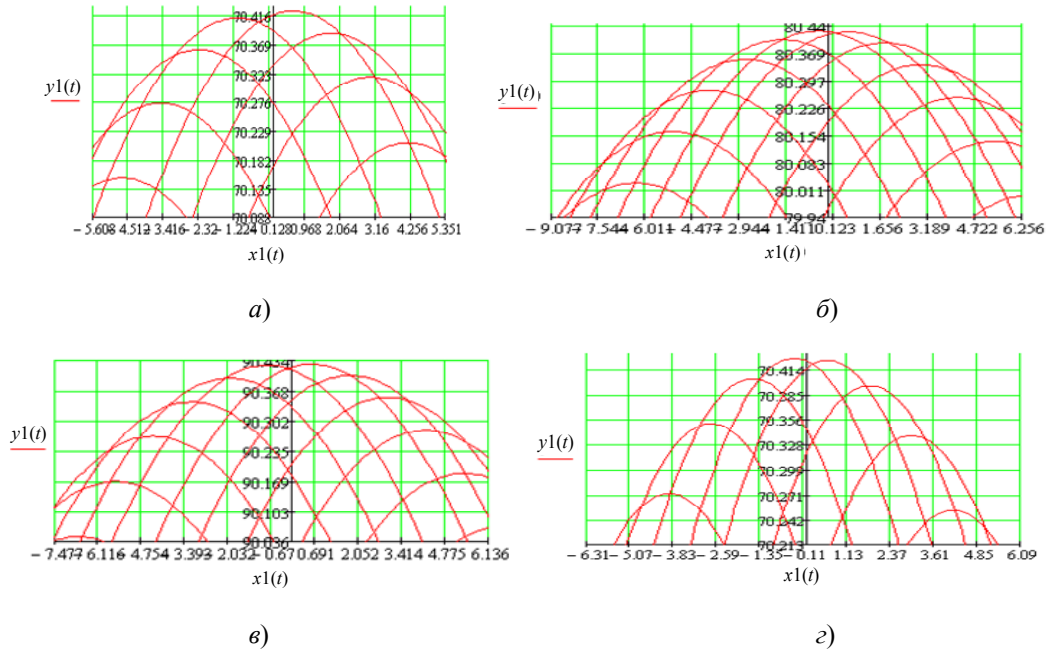 70.416
70.369
70.323
70.276
70.229
70.182
70.135
70.088
y1(t)
− 5.608 4.512 − 3.416 − 2.32 − 1.224 0.128 0.968 2.064 3.16 4.256 5.351
x1(t)
а)
80.44
80.369
80.297
80.226
80.154
80.083
80.011
79.94
y1(t)
− 9.077 7.544 6.011 − 4.477 − 2.944 1.411 0.123 1.656 3.189 4.722 6.256
x1(t)
б)
90.434
90.368
90.302
90.235
90.169
90.103
90.036
y1(t)
− 7.477 6.116 − 4.754 − 3.393 − 2.032 − 0.67 0.691 2.052 3.414 4.775 6.136
x1(t)
в)
70.414
70.385
70.356
70.328
70.299
70.271
70.242
70.213
y1(t)
− 6.31 − 5.07 − 3.83 − 2.59 − 1.35 − 0.11 1.13 2.37 3.61 4.85 6.09
x1(t)
г)